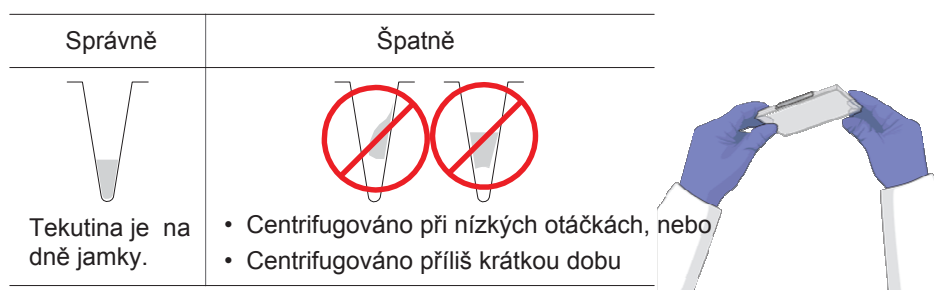 Správně
Špatně
Tekutina je na
dně jamky.
• Centrifugováno při nízkých otáčkách, nebo
• Centrifugováno příliš krátkou dobu